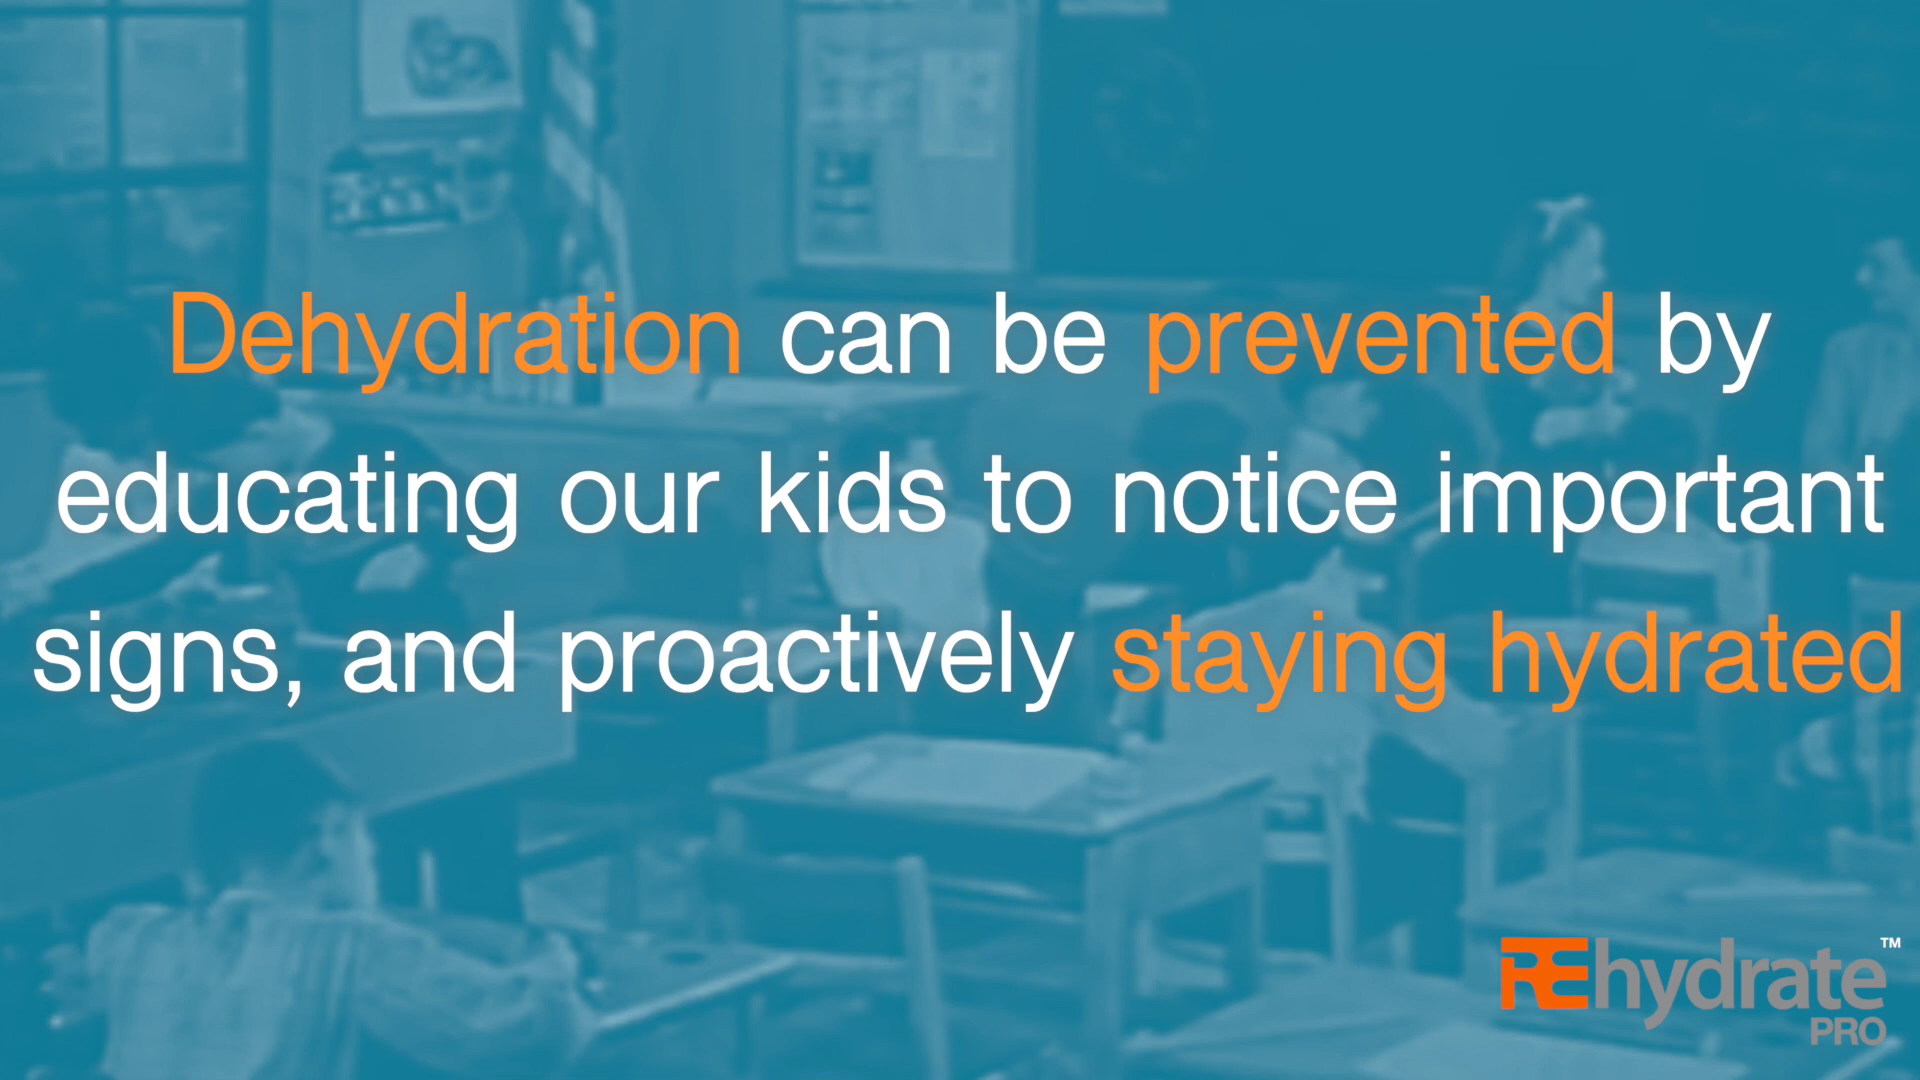 Dehydration can be prevented by
educating our kids to notice important
signs, and proactively staying hydrated
REhydrate™
PRO